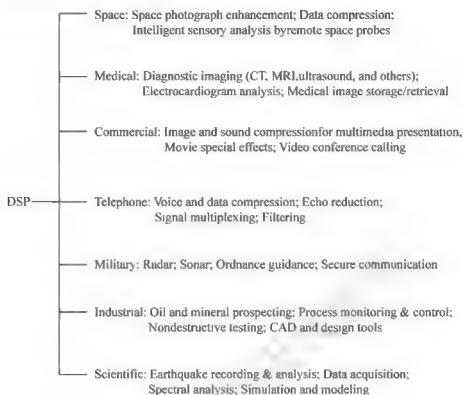 Space: Space photograph enhancement; Data compression;
Intelligent sensory analysis byremote space probes
Medical: Diagnostic imaging (CT, MRI,ultrasound, and others);
Electrocardiogram analysis; Medical image storage/retrieval
Commercial: Image and sound compressionfor multimedia presentation,
Movie special effects; Video conference calling
DSP
Telephone: Voice and data compression; Echo reduction;
Signal multiplexing; Filtering
Military: Radar; Sonar; Ordnance guidance; Secure communication
Industrial: Oil and mineral prospecting; Process monitoring & control;
Nondestructive testing; CAD and design tools
Scientific: Earthquake recording & analysis; Data acquisition;
Spectral analysis; Simulation and modeling